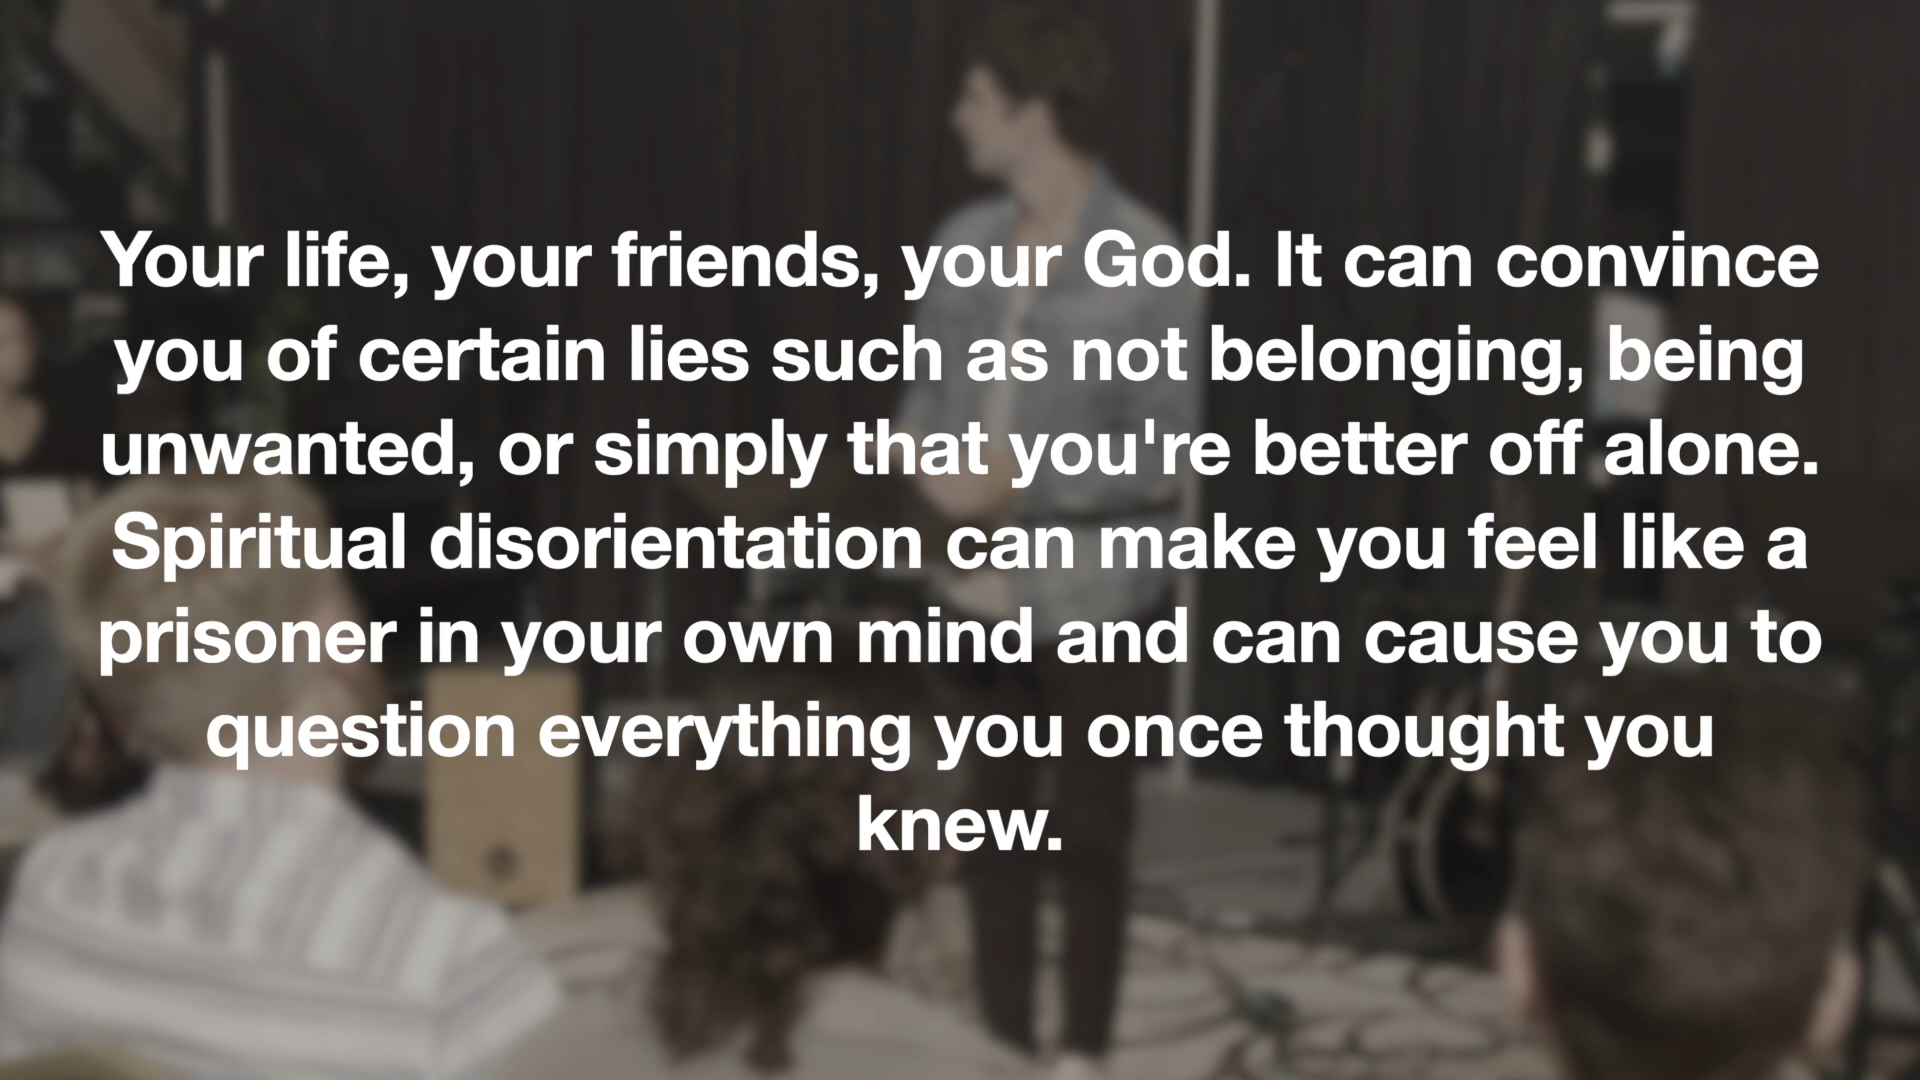 Your life, your friends, your God. It can convince
you of certain lies such as not belonging, being
unwanted, or simply that you're better off alone.
Spiritual disorientation can make you feel like a
prisoner in your own mind and can cause you to
question everything you once thought you
knew.